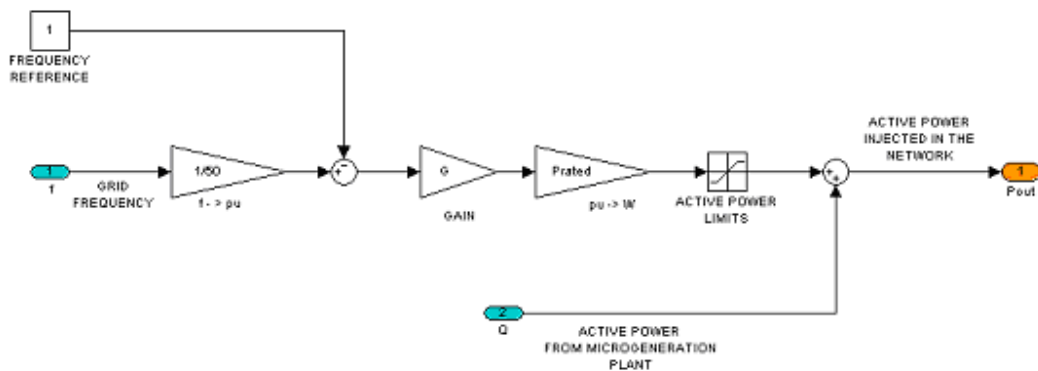 1
FREQUENCY
REFERENCE
1
f
GRID
FREQUENCY
1/50
f -> pu
-
+
G
GAIN
Prated
pu -> W
ACTIVE POWER
LIMITS
+
+
ACTIVE POWER
INJECTED IN THE
NETWORK
1
Pout
2
Q
ACTIVE POWER
FROM MICROGENERATION
PLANT